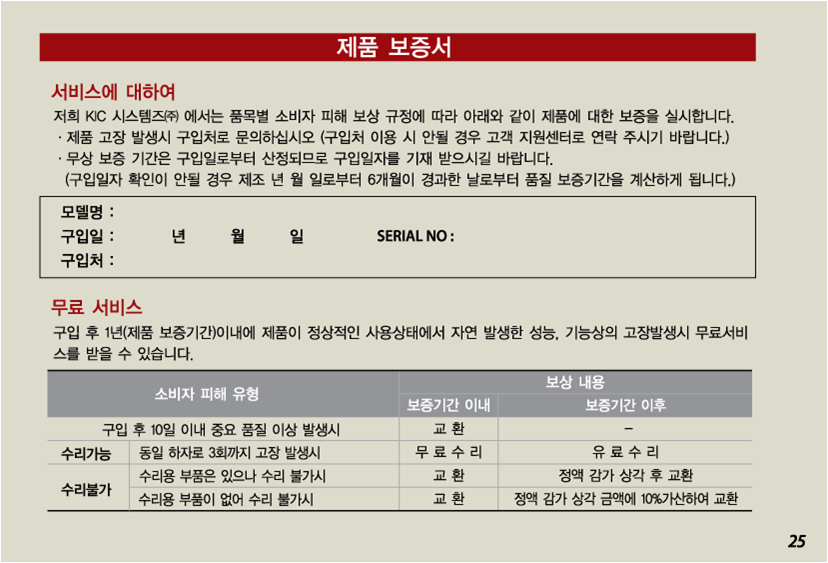 제품 보증서
서비스에 대하여
저희 KIC 시스템즈㈜ 에서는 품목별 소비자 피해 보상 규정에 따라 아래와 같이 제품에 대한 보증을 실시합니다.
· 제품 고장 발생시 구입처로 문의하십시오 (구입처 이용 시 안될 경우 고객 지원센터로 연락 주시기 바랍니다.)
· 무상 보증 기간은 구입일로부터 산정되므로 구입일자를 기재 받으시길 바랍니다.
(구입일자 확인이 안될 경우 제조 년 월 일로부터 6개월이 경과한 날로부터 품질 보증기간을 계산하게 됩니다.)
모델명 :
구입일 : 년 월 일 SERIAL NO :
구입처 :
무료 서비스
구입 후 1년(제품 보증기간)이내에 제품이 정상적인 사용상태에서 자연 발생한 성능, 기능상의 고장발생시 무료서비
스를 받을 수 있습니다.
소비자 피해 유형 보상 내용
보증기간 이내 보증기간 이후
구입 후 10일 이내 중요 품질 이상 발생시 교 환 –
수리가능 동일 하자로 3회까지 고장 발생시 무 료 수 리 유 료 수 리
수리불가 수리용 부품은 있으나 수리 불가시 교 환 정액 감가 상각 후 교환
수리용 부품이 없어 수리 불가시 교 환 정액 감가 상각 금액에 10%가산하여 교환
25